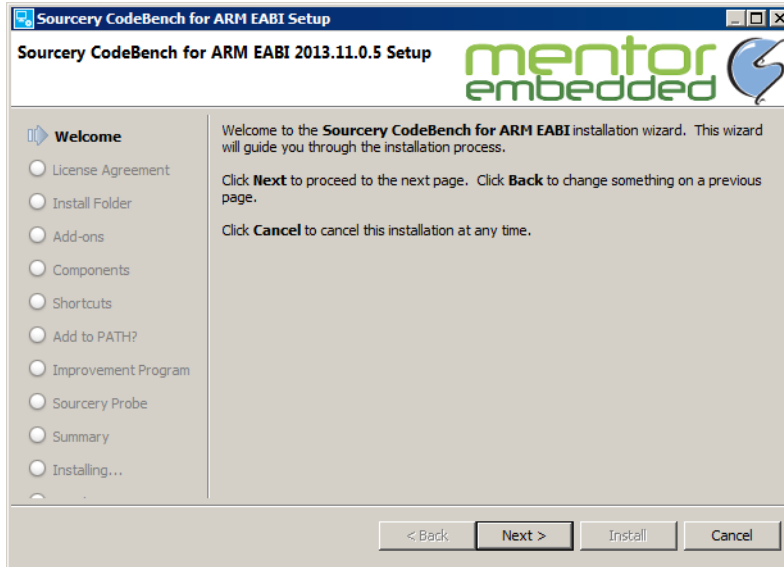 Sourcery CodeBench for ARM EABI Setup
Sourcery CodeBench for ARM EABI 2013.11.0.5 Setup
mentor
embedded
Welcome
License Agreement
Install Folder
Add-ons
Components
Shortcuts
Add to PATH?
Improvement Program
Sourcery Probe
Summary
Installing...
Welcome to the Sourcery CodeBench for ARM EABI installation wizard. This wizard
will guide you through the installation process.
Click Next to proceed to the next page. Click Back to change something on a previous
page.
Click Cancel to cancel this installation at any time.
< Back
Next >
Install
Cancel